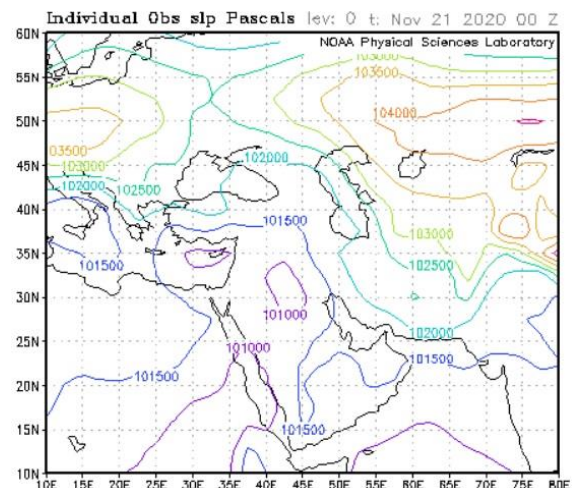 Individual Obs slp Pascals lev: 0 t: Nov 21 2020 00 Z
60N
NOAA Physical Sciences Laboratory
103000
55N
103500
104000
50N
03500
45N
103000
102000
102000
102500
40N
101500
103000
35N
101500
102500
30N
101000
102000
25N
101000
101500
20N
101500
101500
15N
10N
10E 15E 20E 25E 30E 35E 40E 45E 50E 55E 60E 65E 70E 75E 80E